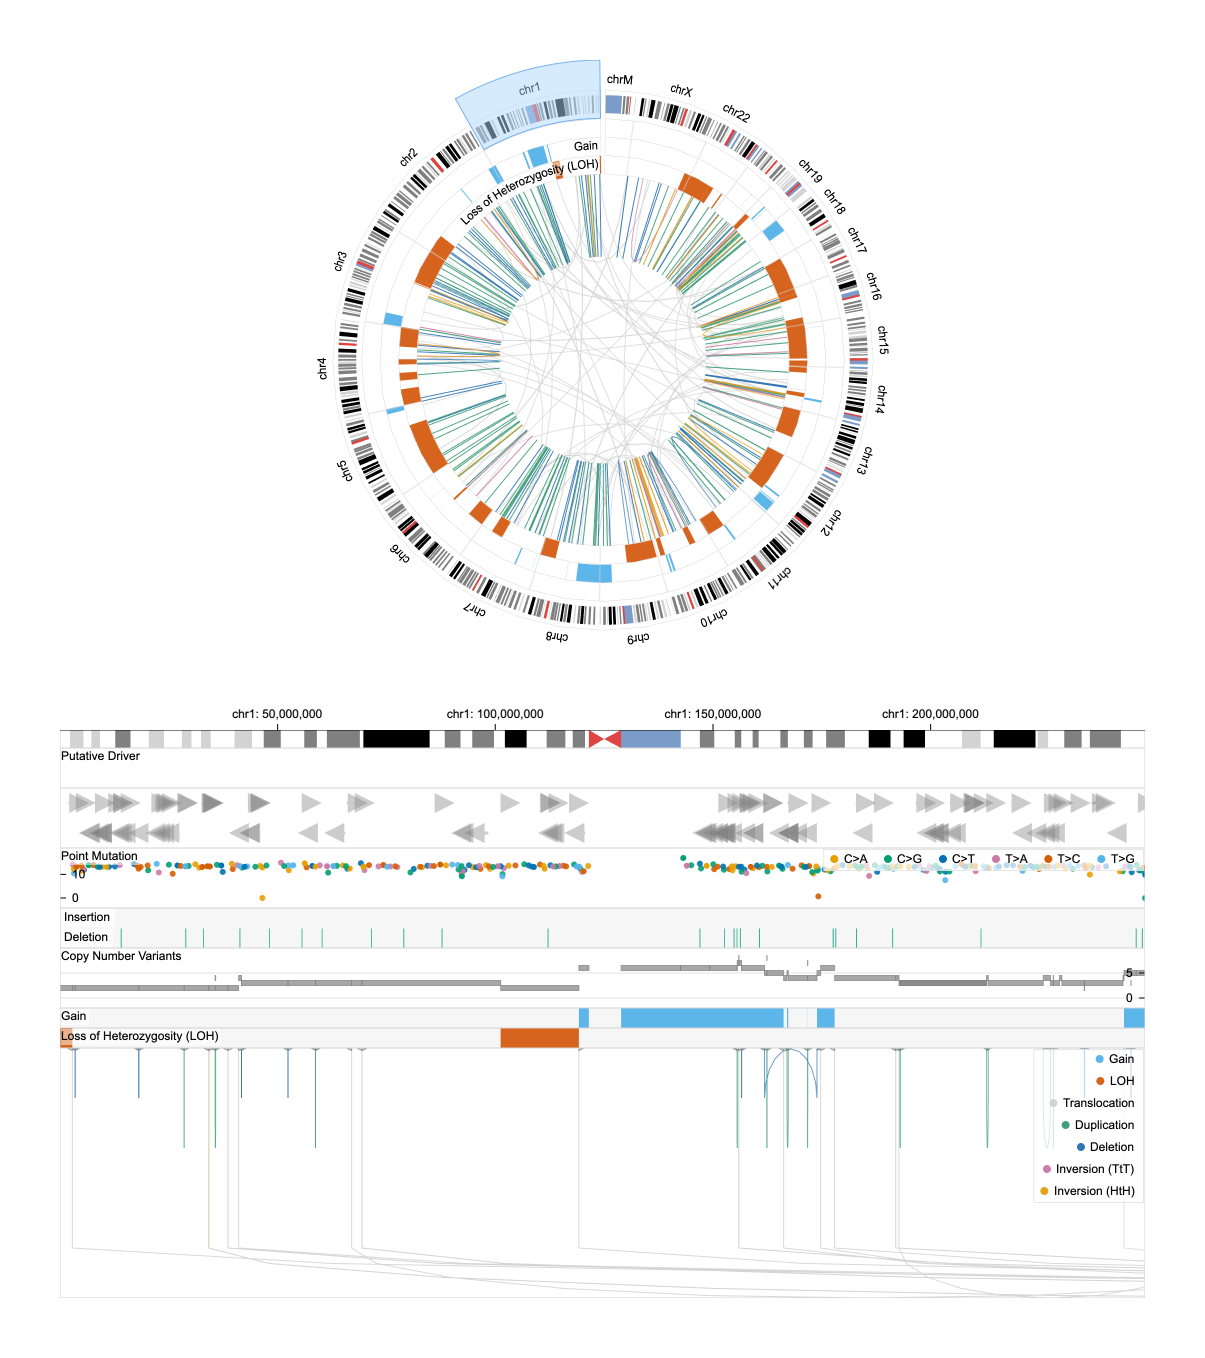 chrM
chrX
chr22
chr19
chr18
chr17
chr16
chr15
chr14
chr13
chr12
chr11
chr10
chr9
chr8
chr7
chr6
chr5
chr4
chr3
chr2
chr1
Gain
Loss of Heterozygosity (LOH)
chr1: 50,000,000 chr1: 100,000,000 chr1: 150,000,000 chr1: 200,000,000
Putative Driver
Point Mutation
C>A C>G C>T T>A T>C T>G
10
0
Insertion
Deletion
Copy Number Variants
5
0
Gain
Loss of Heterozygosity (LOH)
Gain
LOH
Translocation
Duplication
Deletion
Inversion (TtT)
Inversion (HtH)